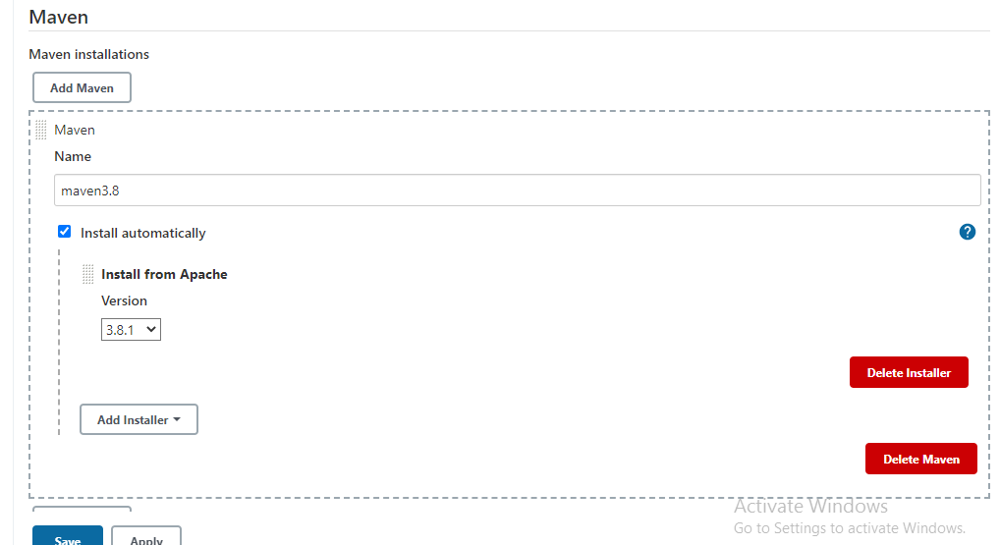 Maven
Maven installations
Add Maven
Maven
Name
maven3.8
Install automatically
?
Install from Apache
Version
3.8.1
Delete Installer
Add Installer
Delete Maven
Activate Windows
Go to Settings to activate Windows.
Save
Apply